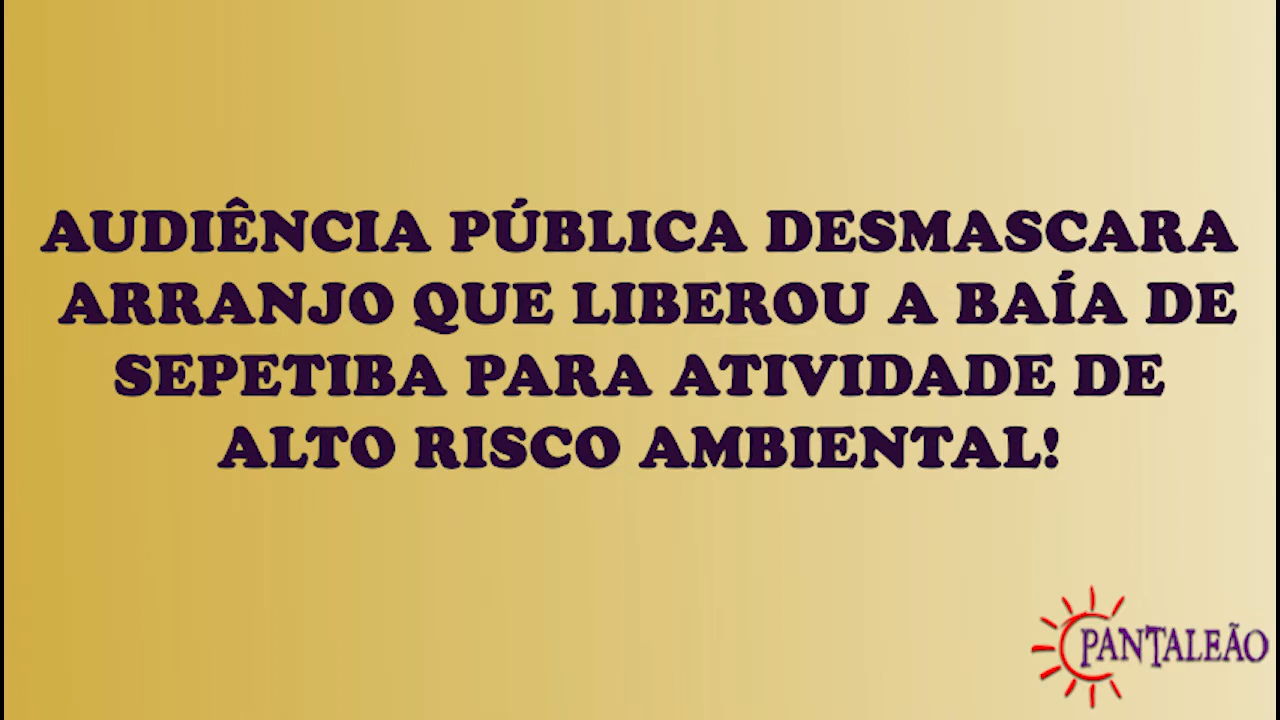 AUDIÊNCIA PÚBLICA DESMASCARA
ARRANJO QUE LIBEROU A BAÍA DE
SEPETIBA PARA ATIVIDADE DE
ALTO RISCO AMBIENTAL!
PANTALEÃO